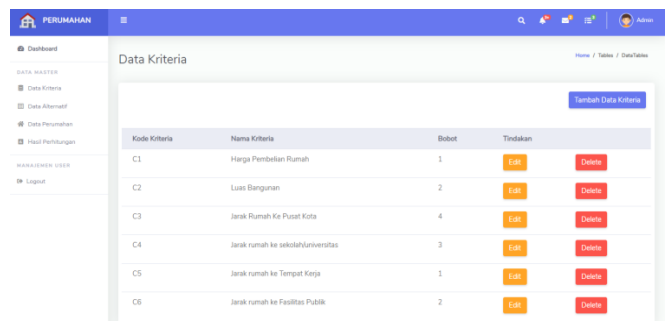 PERUMAHAN
Admin
Dashboard
Data Kriteria
Home / Tables / DataTables
DATA MASTER
Data Kriteria
Data Alternatif
Data Perumahan
Hasil Perhitungan
MANAJEMEN USER
Logout
Tambah Data Kriteria
Kode Kriteria Nama Kriteria Bobot Tindakan
C1 Harga Pembelian Rumah 1 Edit Delete
C2 Luas Bangunan 2 Edit Delete
C3 Jarak Rumah Ke Pusat Kota 4 Edit Delete
C4 Jarak rumah ke sekolah/universitas 3 Edit Delete
C5 Jarak rumah ke Tempat Kerja 1 Edit Delete
C6 Jarak rumah ke Fasilitas Publik 2 Edit Delete